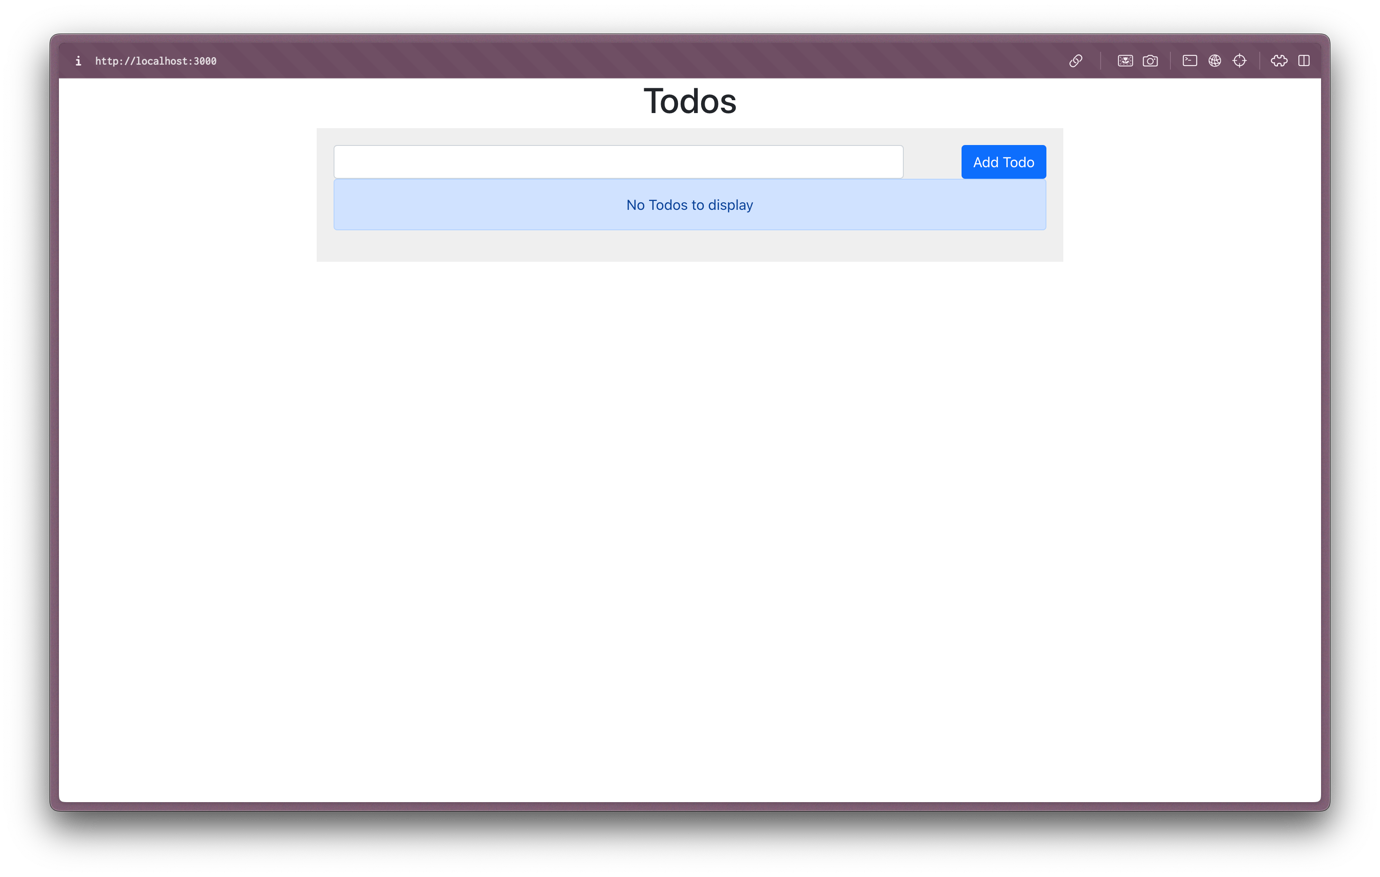 i http://localhost:3000
Todos
Add Todo
No Todos to display